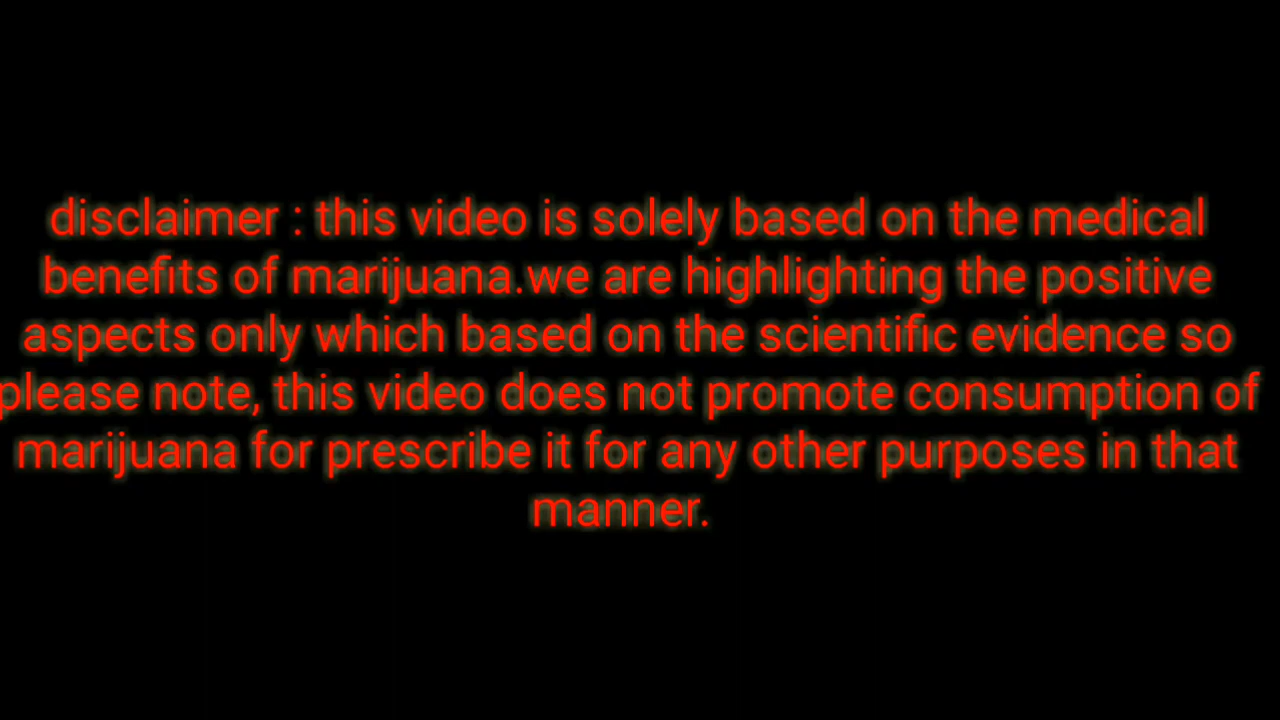 disclaimer : this video is solely based on the medical
benefits of marijuana.we are highlighting the positive
aspects only which based on the scientific evidence so
please note, this video does not promote consumption of
marijuana for prescribe it for any other purposes in that
manner.